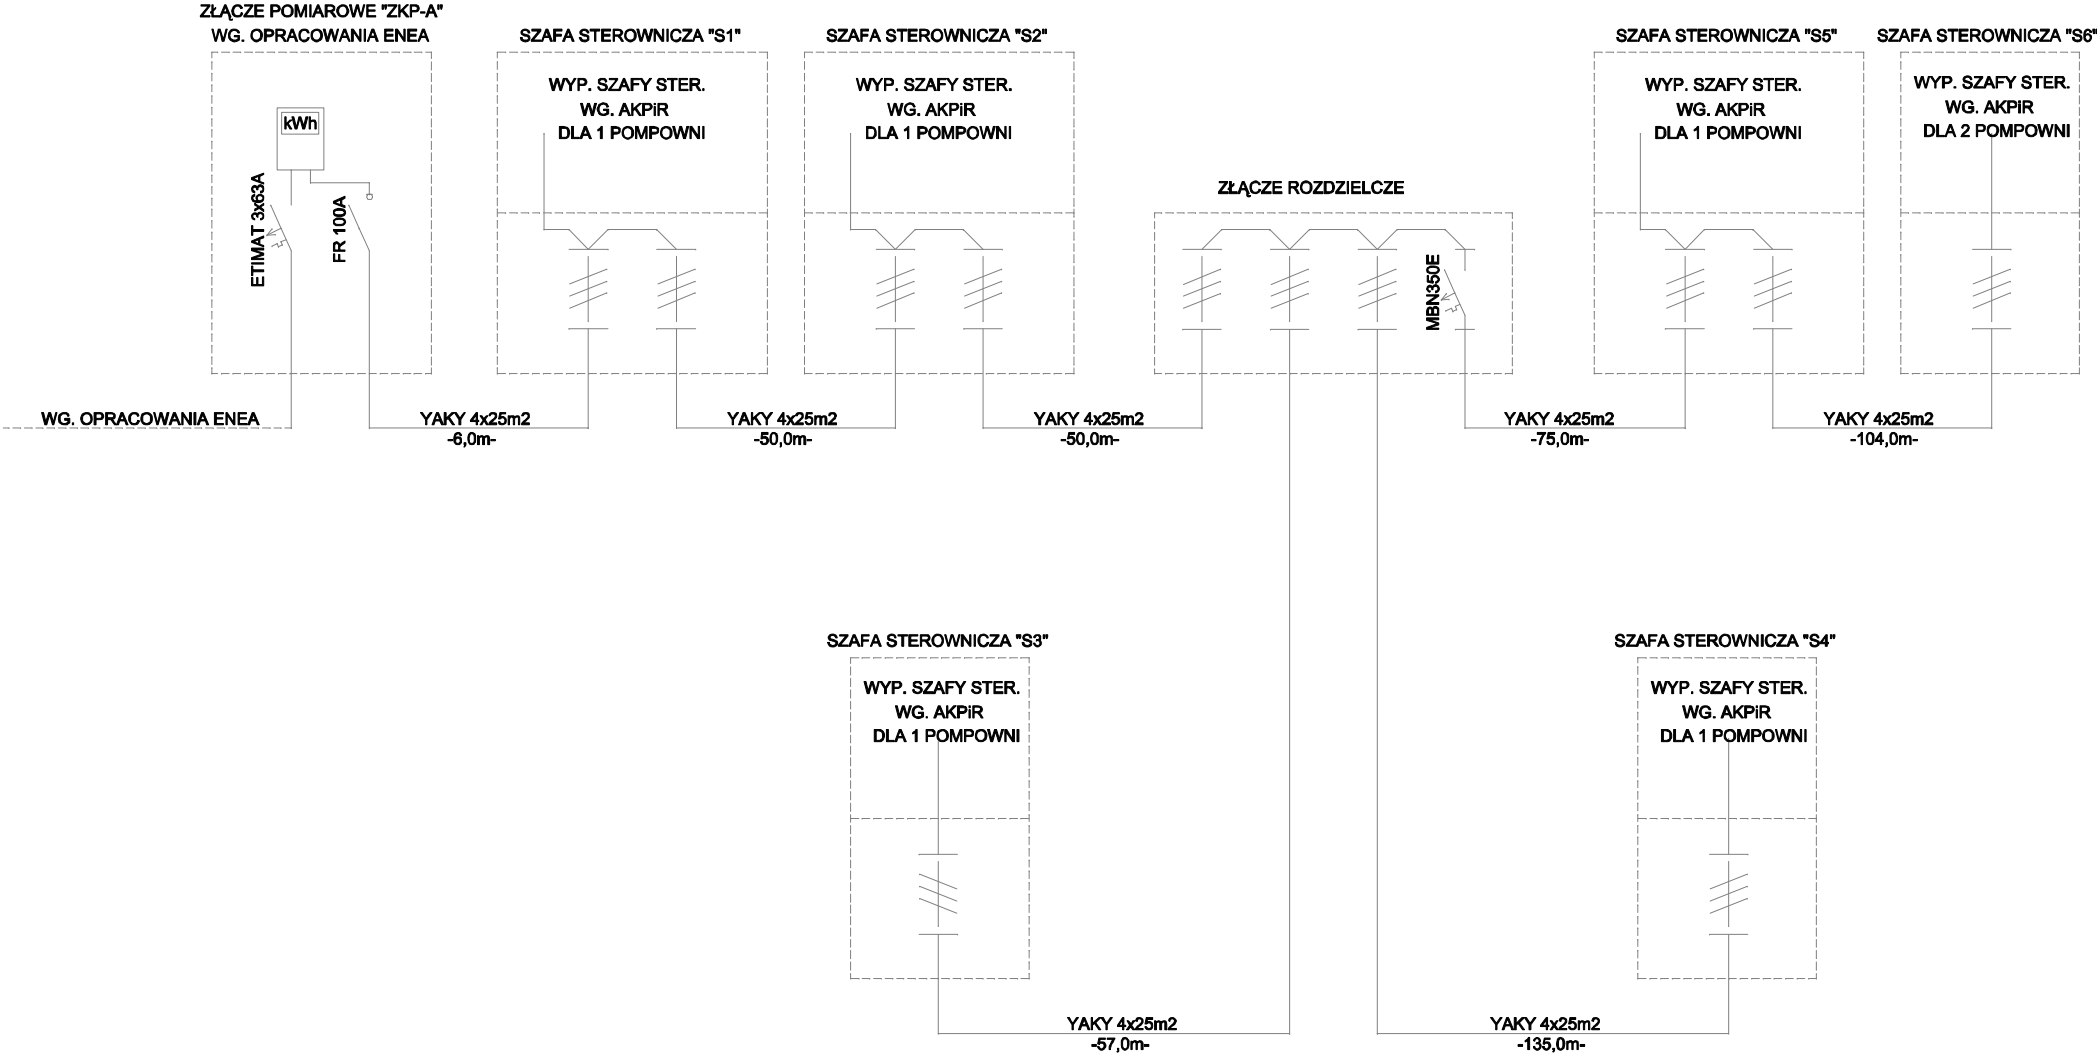 ZŁĄCZE POMIAROWE "ZKP-A"
WG. OPRACOWANIA ENEA
kWh
ETIMAT 3x63A
FR 100A
WG. OPRACOWANIA ENEA
SZAFA STEROWNICZA "S1"
WYP. SZAFY STER.
WG. AKPiR
DLA 1 POMPOWNI
YAKY 4x25m2
-6,0m-
SZAFA STEROWNICZA "S2"
WYP. SZAFY STER.
WG. AKPiR
DLA 1 POMPOWNI
YAKY 4x25m2
-50,0m-
ZŁĄCZE ROZDZIELCZE
MBN350E
YAKY 4x25m2
-50,0m-
SZAFA STEROWNICZA "S5"
WYP. SZAFY STER.
WG. AKPiR
DLA 1 POMPOWNI
YAKY 4x25m2
-75,0m-
SZAFA STEROWNICZA "S6"
WYP. SZAFY STER.
WG. AKPiR
DLA 2 POMPOWNI
YAKY 4x25m2
-104,0m-
SZAFA STEROWNICZA "S3"
WYP. SZAFY STER.
WG. AKPiR
DLA 1 POMPOWNI
YAKY 4x25m2
-57,0m-
SZAFA STEROWNICZA "S4"
WYP. SZAFY STER.
WG. AKPiR
DLA 1 POMPOWNI
YAKY 4x25m2
-135,0m-